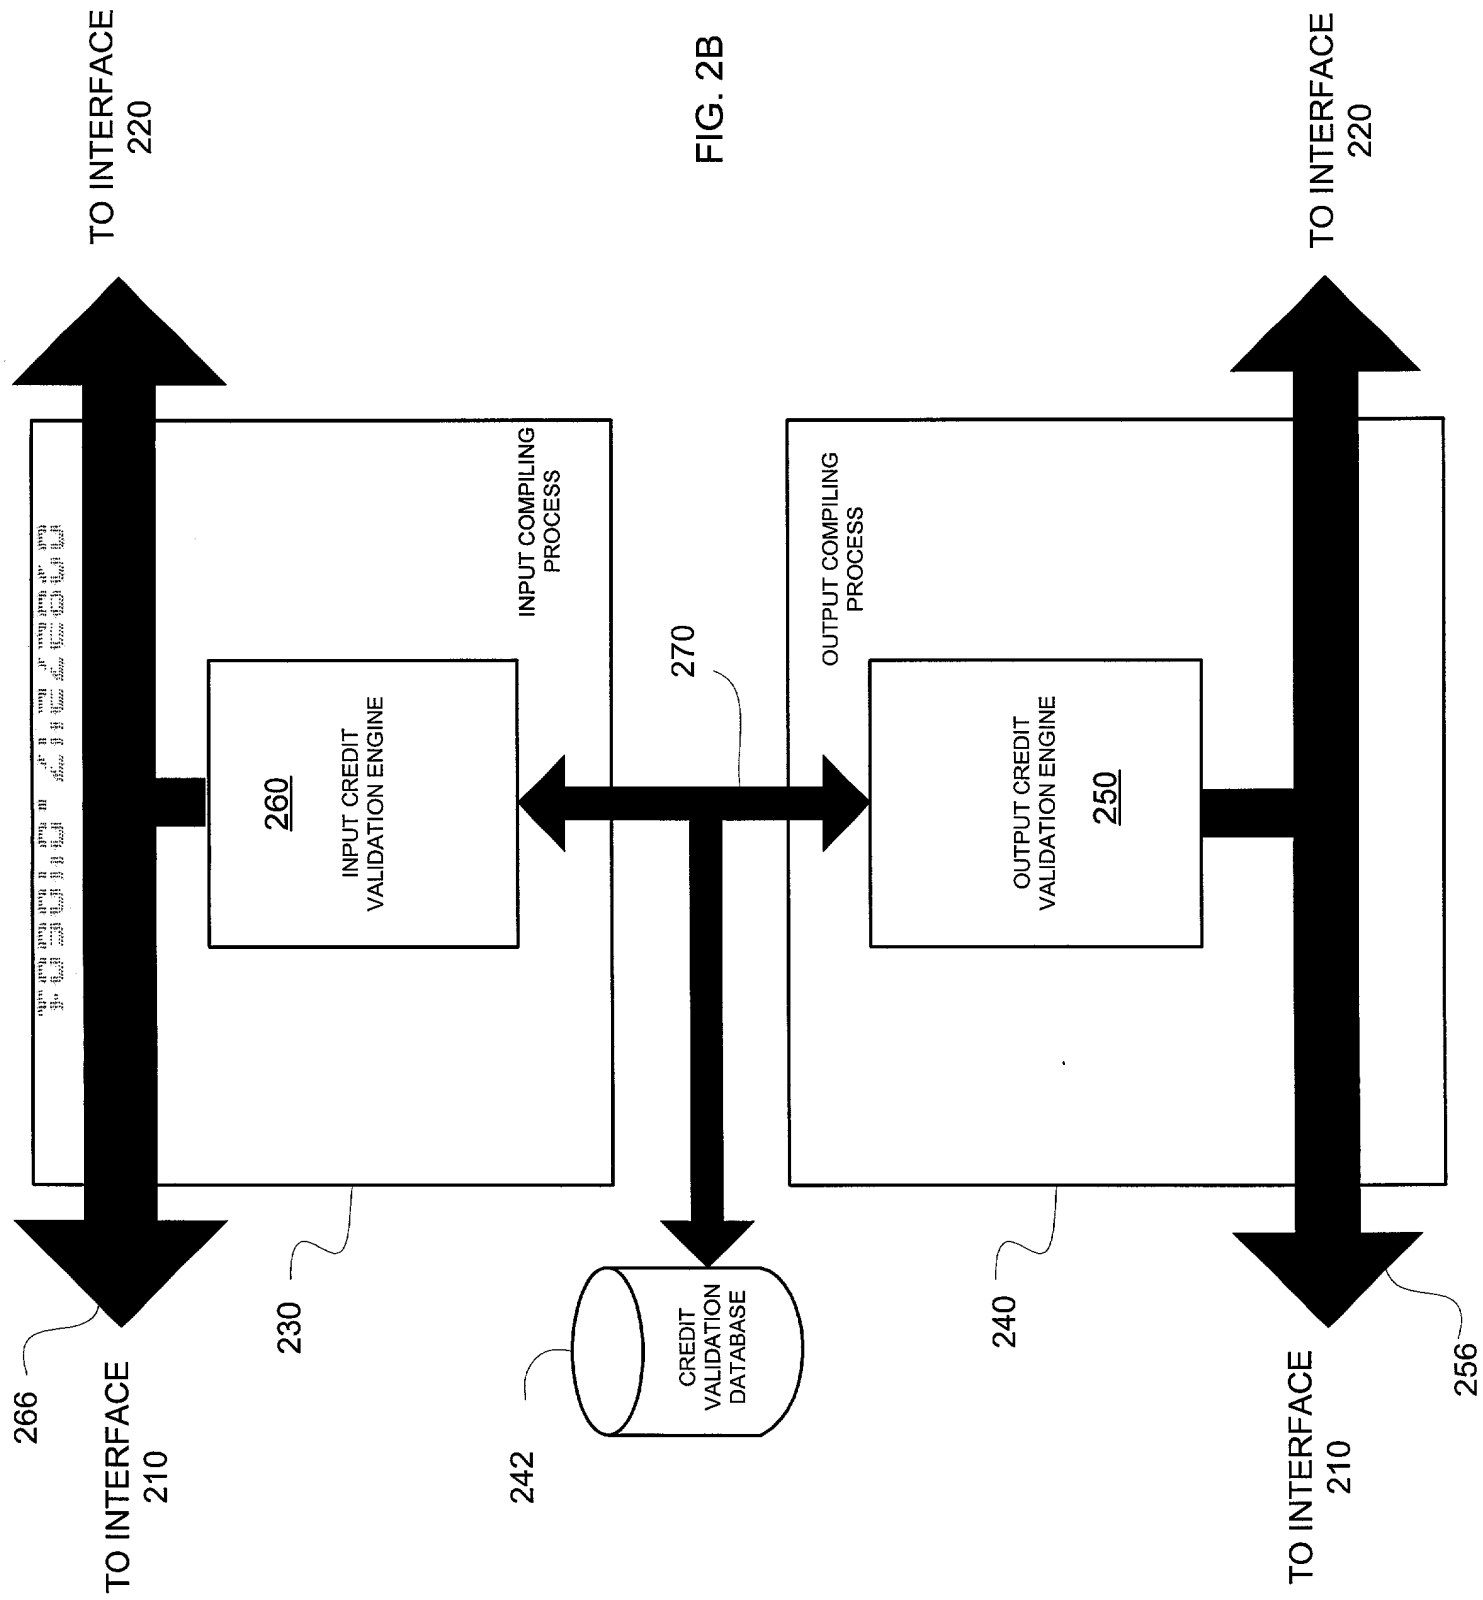 266
TO INTERFACE
210
TO INTERFACE
220
260
INPUT CREDIT
VALIDATION ENGINE
230
INPUT COMPILING
PROCESS
242
CREDIT
VALIDATION
DATABASE
270
FIG. 2B
OUTPUT COMPILING
PROCESS
240
OUTPUT CREDIT
VALIDATION ENGINE
250
TO INTERFACE
210
TO INTERFACE
220
256